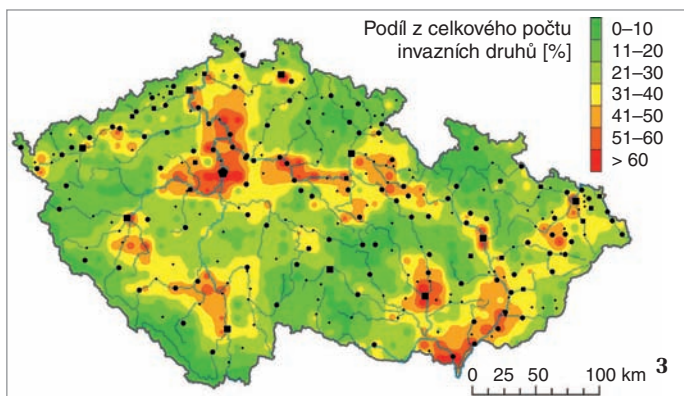 Podíl z celkového počtu
invazních druhů [%]
0–10
11–20
21–30
31–40
41–50
51–60
> 60
0 25 50 100 km
3